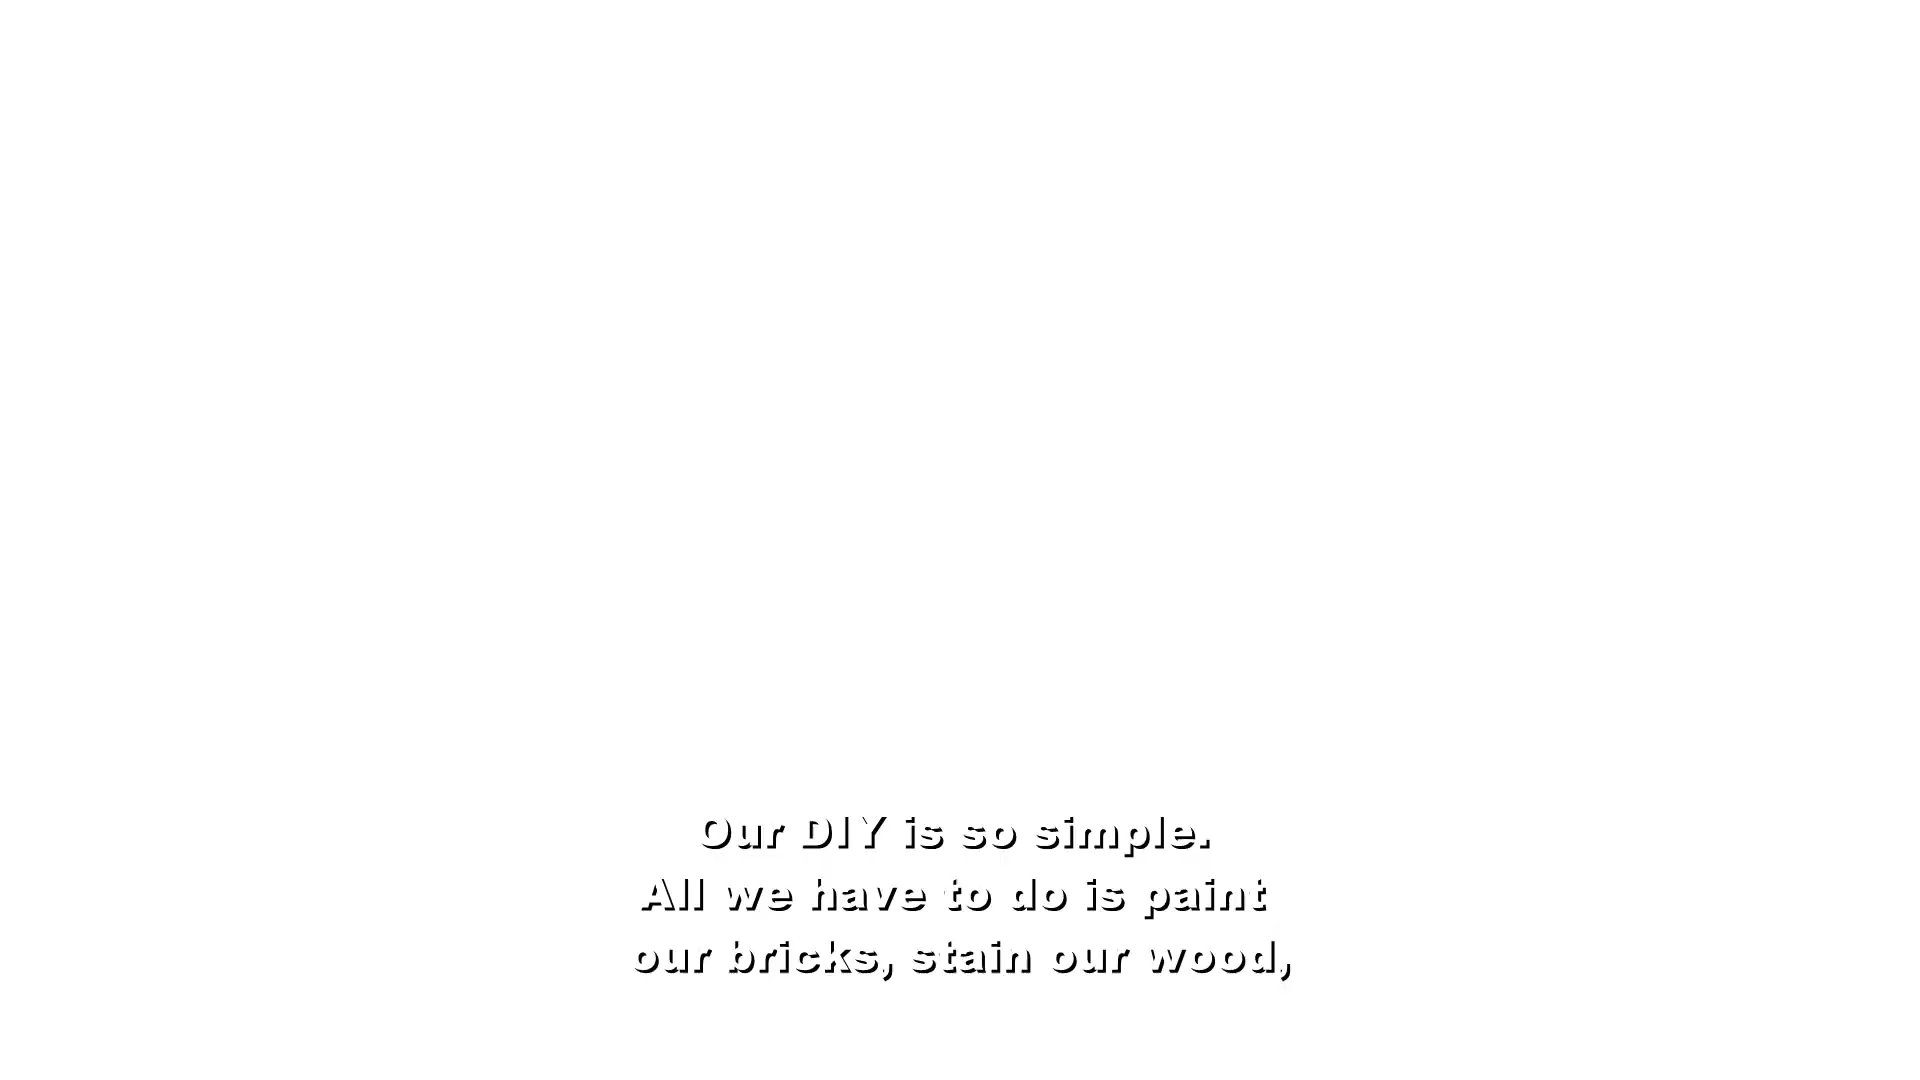 Our DIY is so simple.
All we have to do is paint
our bricks, stain our wood,